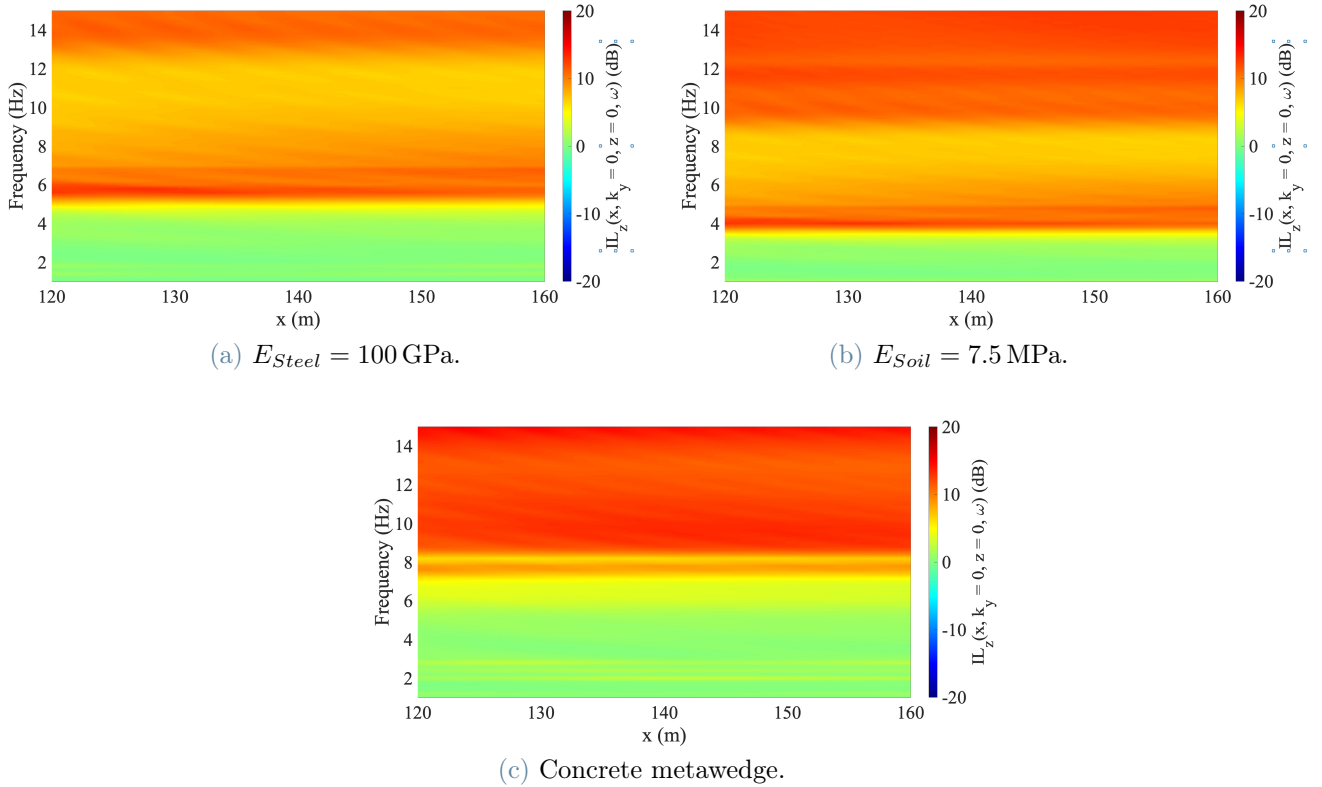 14
12
10
8
6
4
2
Frequency (Hz)
120 130 140 150 160
x (m)
20
10
0
-10
-20
IL_z(x, k_y = 0, z = 0, ω) (dB)
(a) E_{Steel} = 100 GPa.
14
12
10
8
6
4
2
Frequency (Hz)
120 130 140 150 160
x (m)
20
10
0
-10
-20
IL_z(x, k_y = 0, z = 0, ω) (dB)
(b) E_{Soil} = 7.5 MPa.
14
12
10
8
6
4
2
Frequency (Hz)
120 130 140 150 160
x (m)
20
10
0
-10
-20
IL_z(x, k_y = 0, z = 0, ω) (dB)
(c) Concrete metawedge.